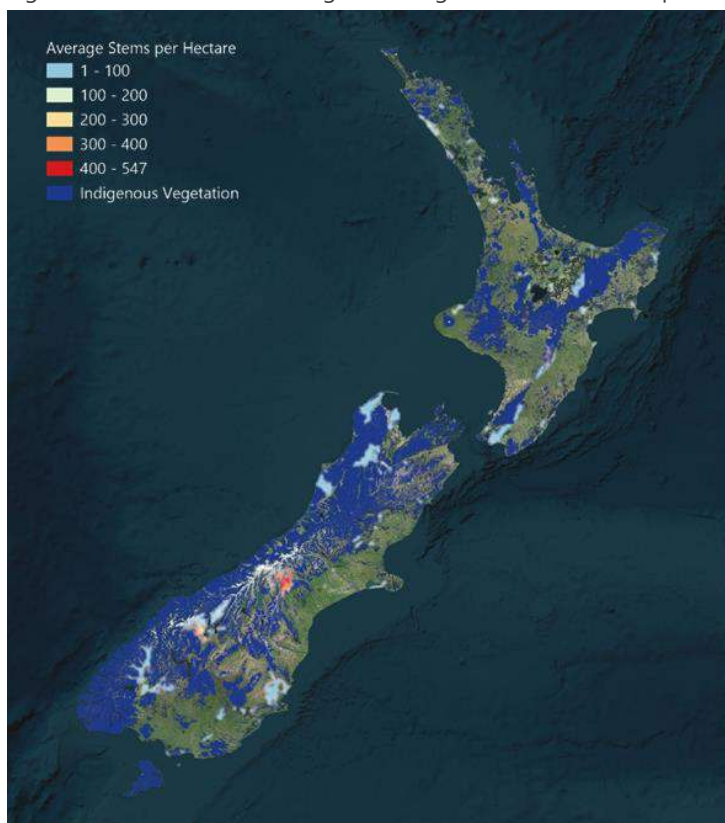 Average Stems per Hectare
1 - 100
100 - 200
200 - 300
300 - 400
400 - 547
Indigenous Vegetation